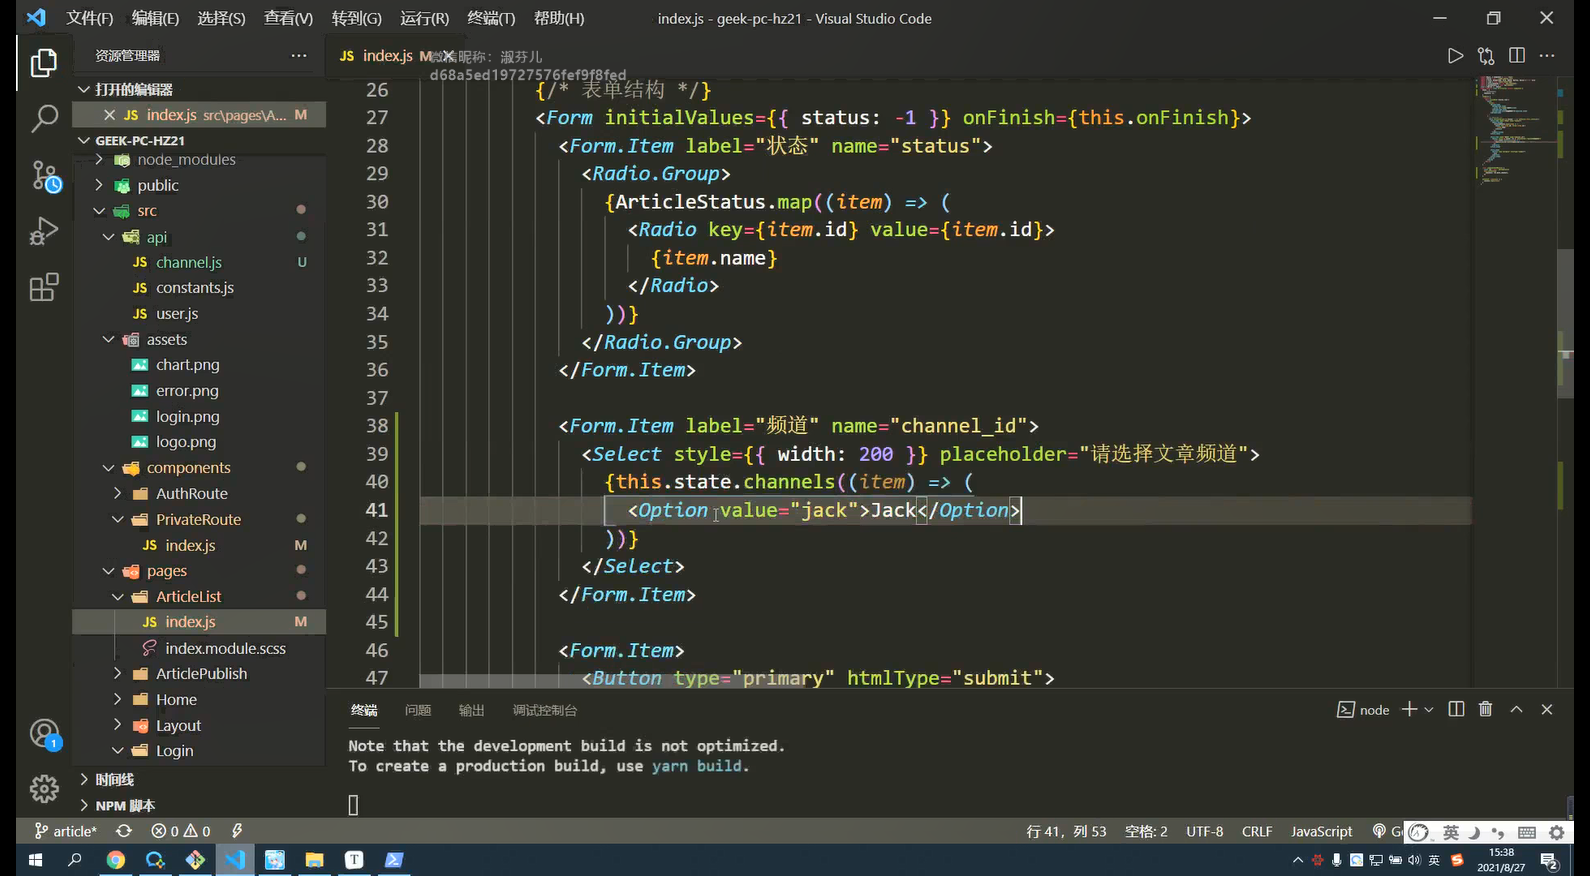 文件(F) 编辑(E) 选择(S) 查看(V) 转到(G) 运行(R) 终端(T) 帮助(H) index.js - geek-pc-hz21 - Visual Studio Code
资源管理器
JS index.js M
淑芬儿
d68a5ed19727576fef9f8fed
打开的编辑器
JS index.js src\pages\A... M
GEEK-PC-HZ21
node_modules
public
src
api
JS channel.js U
JS constants.js
JS user.js
assets
chart.png
error.png
login.png
logo.png
components
AuthRoute
PrivateRoute
JS index.js M
pages
ArticleList
JS index.js M
index.module.scss
ArticlePublish
Home
Layout
Login
时间线
NPM 脚本
26 {/* 表单结构 */}
27 <Form initialValues={{ status: -1 }} onFinish={this.onFinish}>
28 <Form.Item label="状态" name="status">
29 <Radio.Group>
30 {ArticleStatus.map((item) => (
31 <Radio key={item.id} value={item.id}>
32 {item.name}
33 </Radio>
34 ))}
35 </Radio.Group>
36 </Form.Item>
37
38 <Form.Item label="频道" name="channel_id">
39 <Select style={{ width: 200 }} placeholder="请选择文章频道">
40 {this.state.channels((item) => (
41 <Option value="jack">Jack</Option>
42 ))}
43 </Select>
44 </Form.Item>
45
46 <Form.Item>
47 <Button type="primary" htmlType="submit">
终端 问题 输出 调试控制台
node
Note that the development build is not optimized.
To create a production build, use yarn build.
1
article* 0 0
行 41，列 53 空格: 2 UTF-8 CRLF JavaScript
英
T
英
15:38
2021/8/27
2